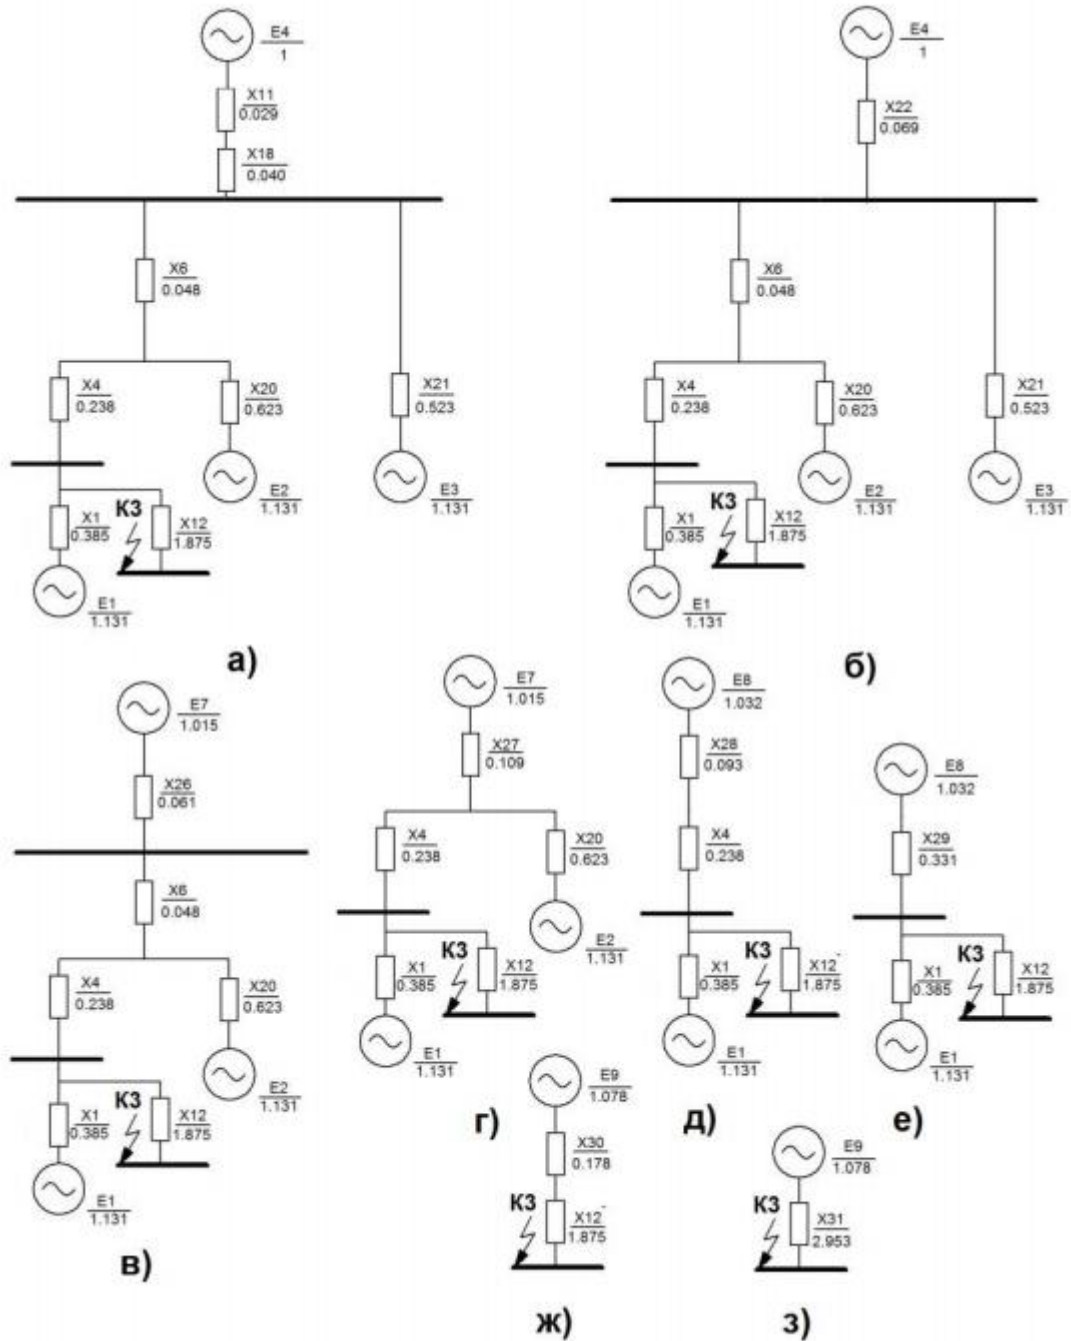 E4
1
X11
0.029
X18
0.040
X6
0.048
X4
0.238
X20
0.623
X21
0.523
E2
1.131
E3
1.131
X1
0.385
К3
X12
1.875
E1
1.131
а)
E4
1
X22
0.069
X6
0.048
X4
0.238
X20
0.623
X21
0.523
E2
1.131
E3
1.131
X1
0.385
К3
X12
1.875
E1
1.131
б)
E7
1.015
X26
0.061
X6
0.048
X4
0.238
X20
0.623
E2
1.131
X1
0.385
К3
X12
1.875
E1
1.131
в)
E7
1.015
X27
0.109
X4
0.238
X20
0.623
E2
1.131
X1
0.385
К3
X12
1.875
E1
1.131
г)
E8
1.032
X28
0.093
X4
0.238
X1
0.385
К3
X12
1.875
E1
1.131
д)
E8
1.032
X29
0.331
X1
0.385
К3
X12
1.875
E1
1.131
е)
E9
1.078
X30
0.178
К3
X12
1.875
ж)
E9
1.078
К3
X31
2.953
з)